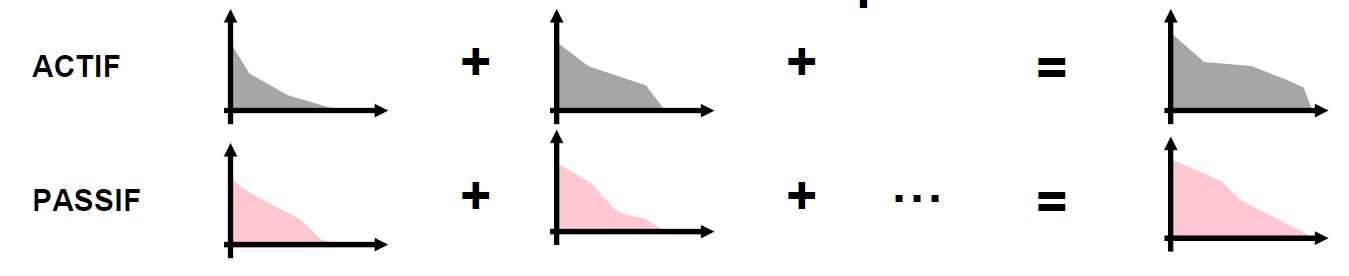 ACTIF + + =
PASSIF + + ... =